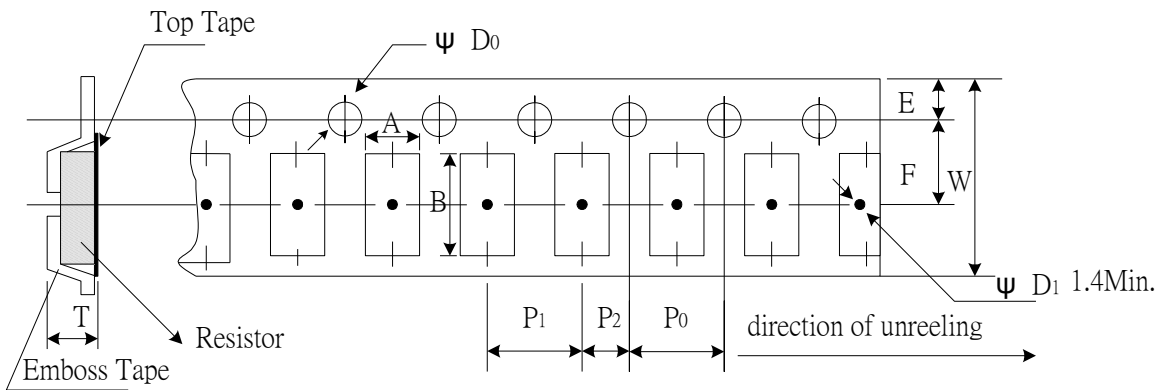 Top Tape
Ψ D0
E
A
F
W
B
Ψ D1 1.4Min.
T
P1
P2
P0
direction of unreeling
Resistor
Emboss Tape